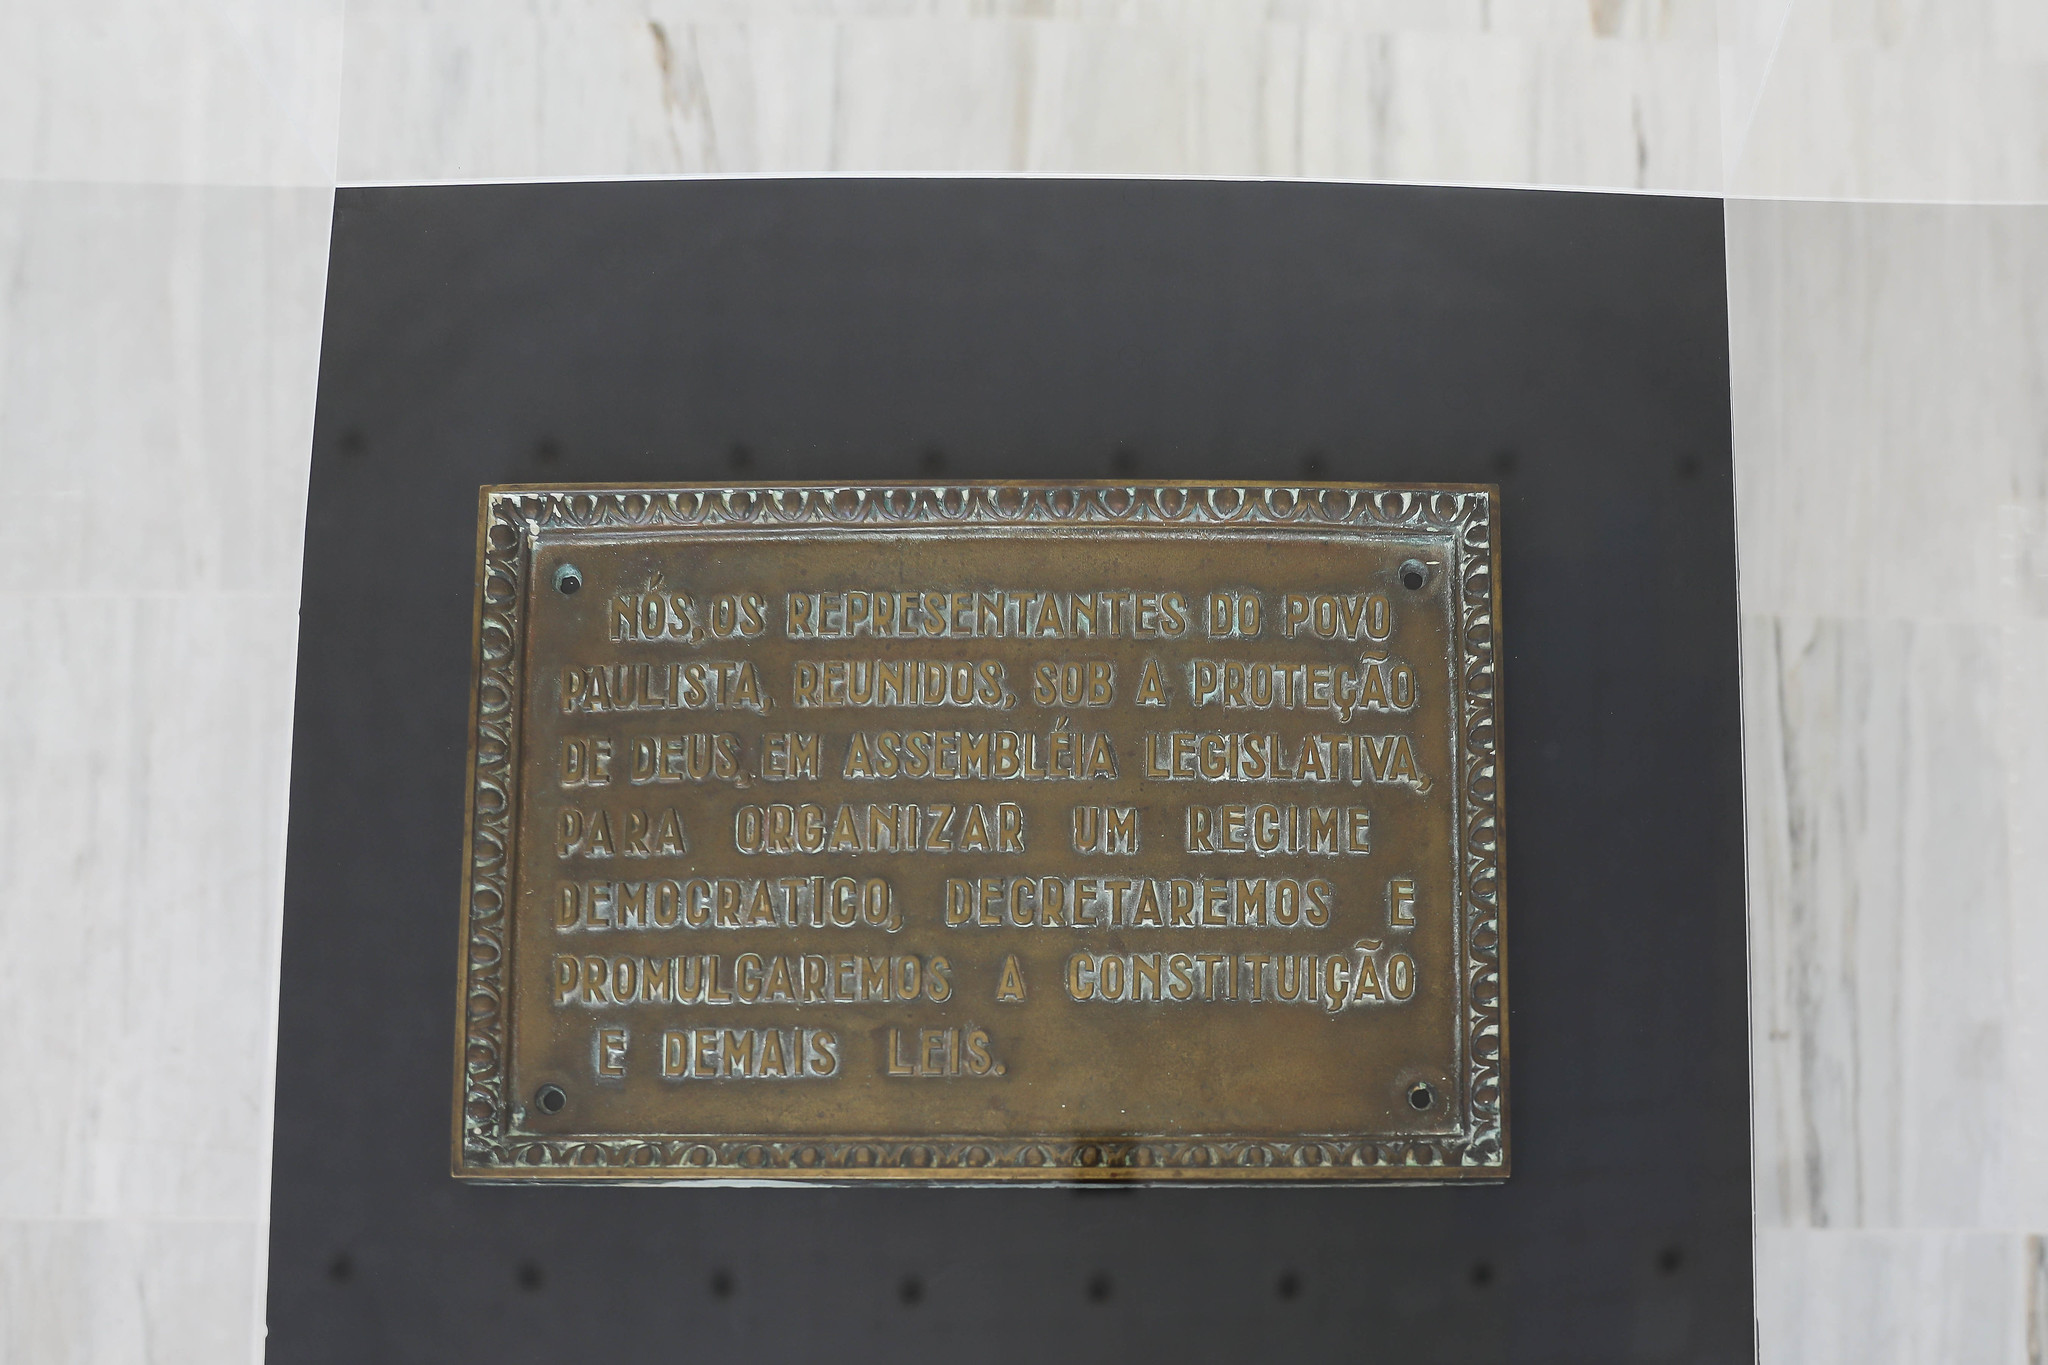 NÓS, OS REPRESENTANTES DO POVO
PAULISTA, REUNIDOS, SOB A PROTEÇÃO
DE DEUS, EM ASSEMBLÉIA LEGISLATIVA,
PARA ORGANIZAR UM REGIME
DEMOCRATICO, DECRETAREMOS E
PROMULGAREMOS A CONSTITUIÇÃO
E DEMAIS LEIS.